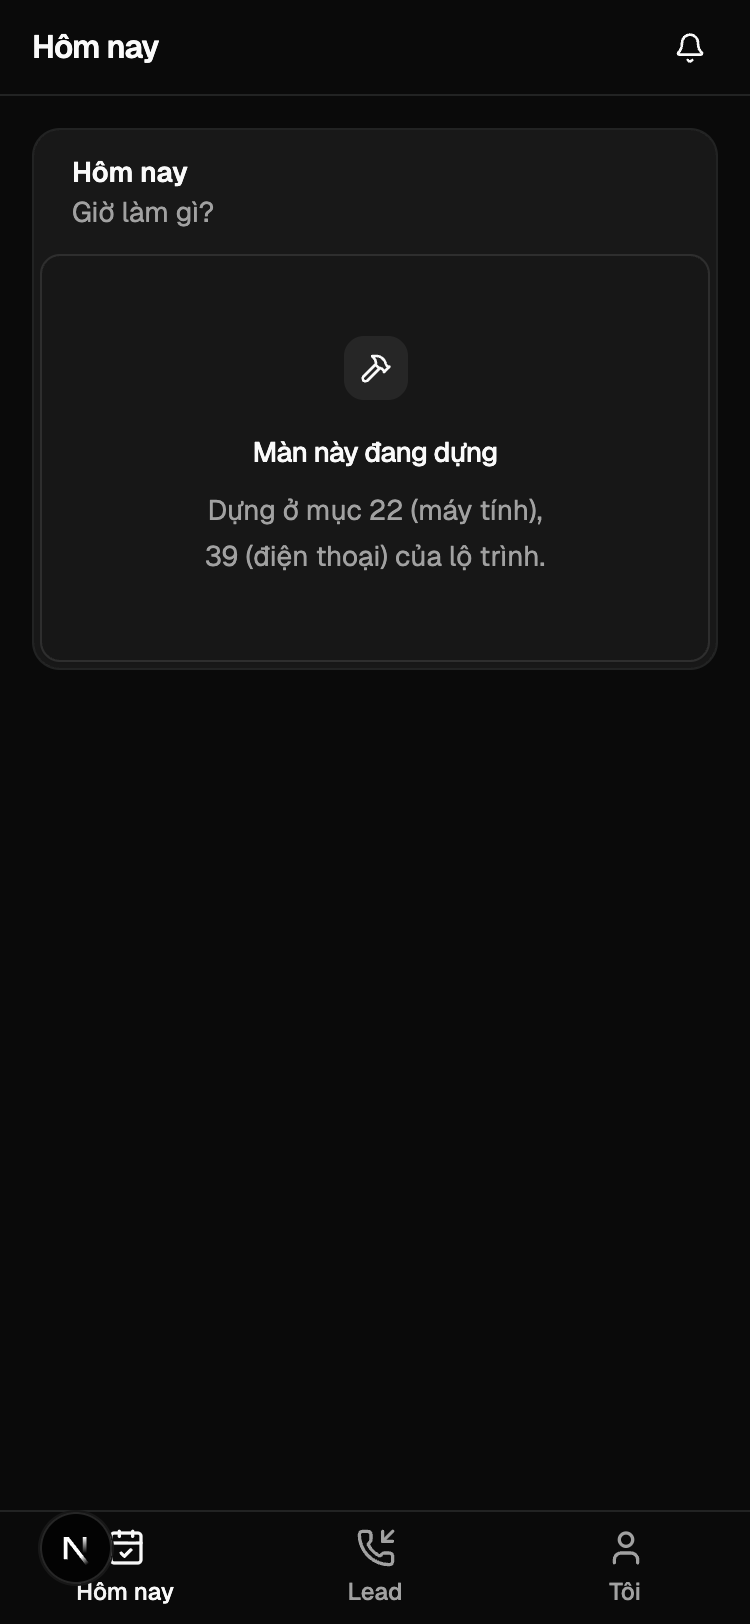 Hôm nay
Hôm nay
Giờ làm gì?
Màn này đang dựng
Dựng ở mục 22 (máy tính),
39 (điện thoại) của lộ trình.
N
Hôm nay
Lead
Tôi